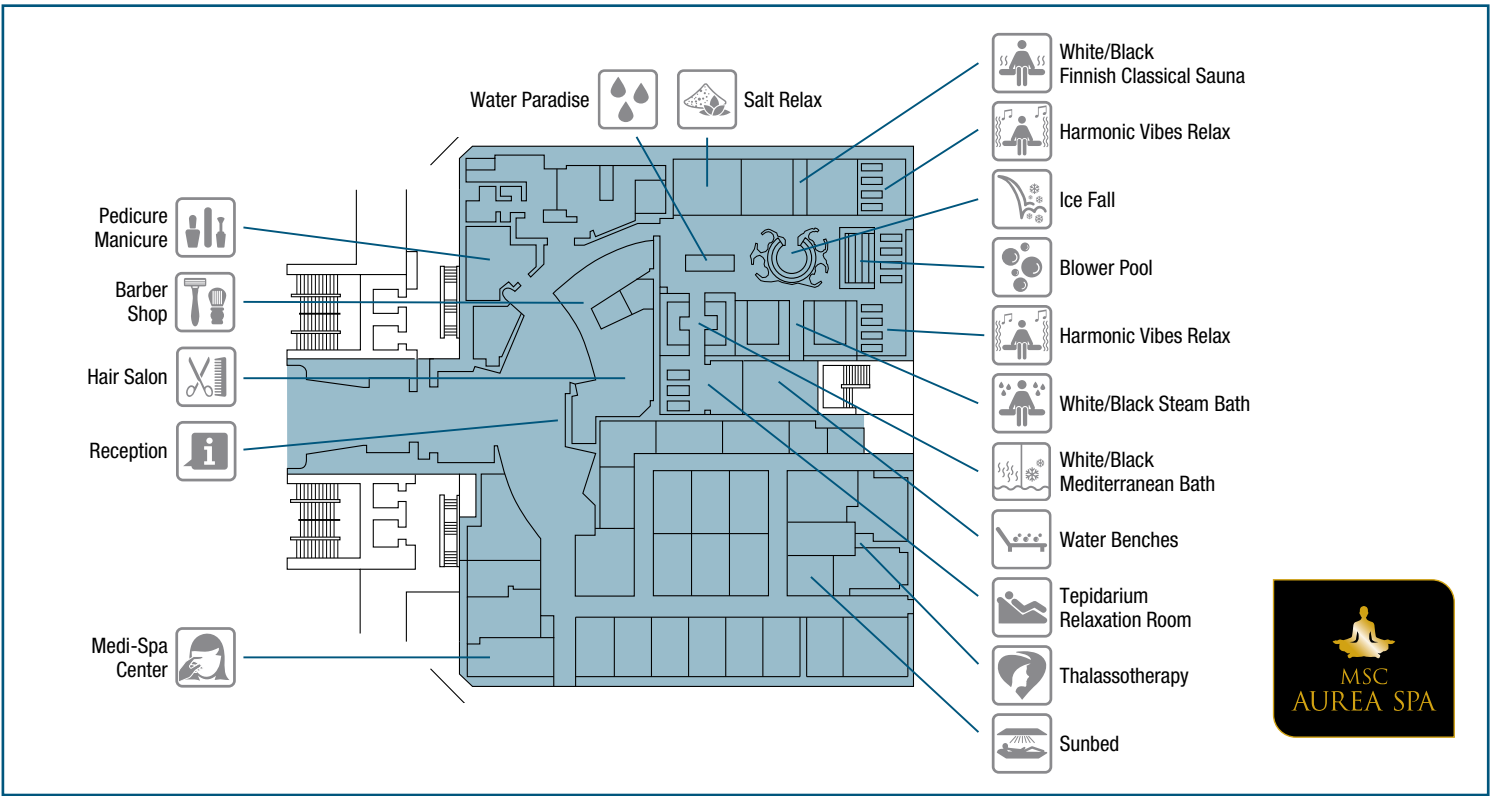 Water Paradise
Salt Relax
Pedicure
Manicure
Barber
Shop
Hair Salon
Reception
Medi-Spa
Center
White/Black
Finnish Classical Sauna
Harmonic Vibes Relax
Ice Fall
Blower Pool
Harmonic Vibes Relax
White/Black Steam Bath
White/Black
Mediterranean Bath
Water Benches
Tepidarium
Relaxation Room
Thalassotherapy
Sunbed
MSC
AUREA SPA